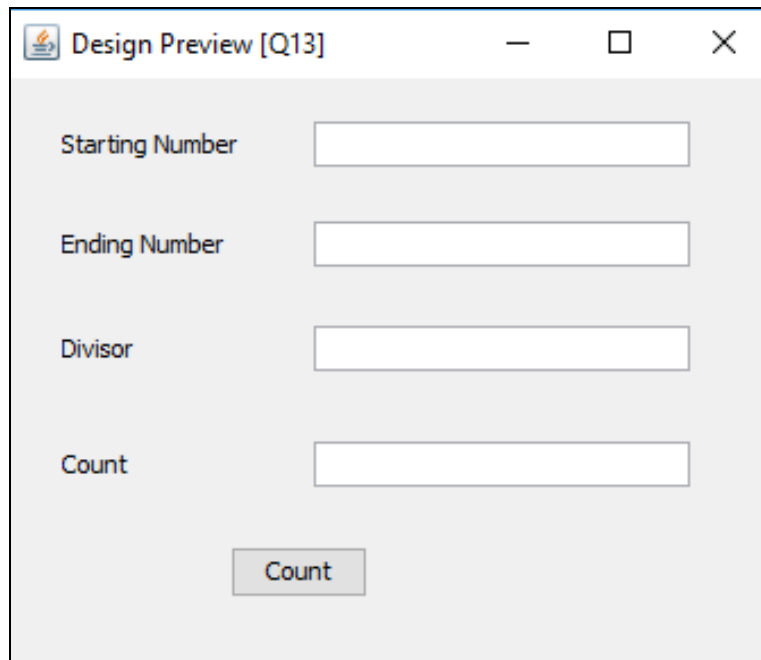 Design Preview [Q13]
Starting Number
Ending Number
Divisor
Count
Count